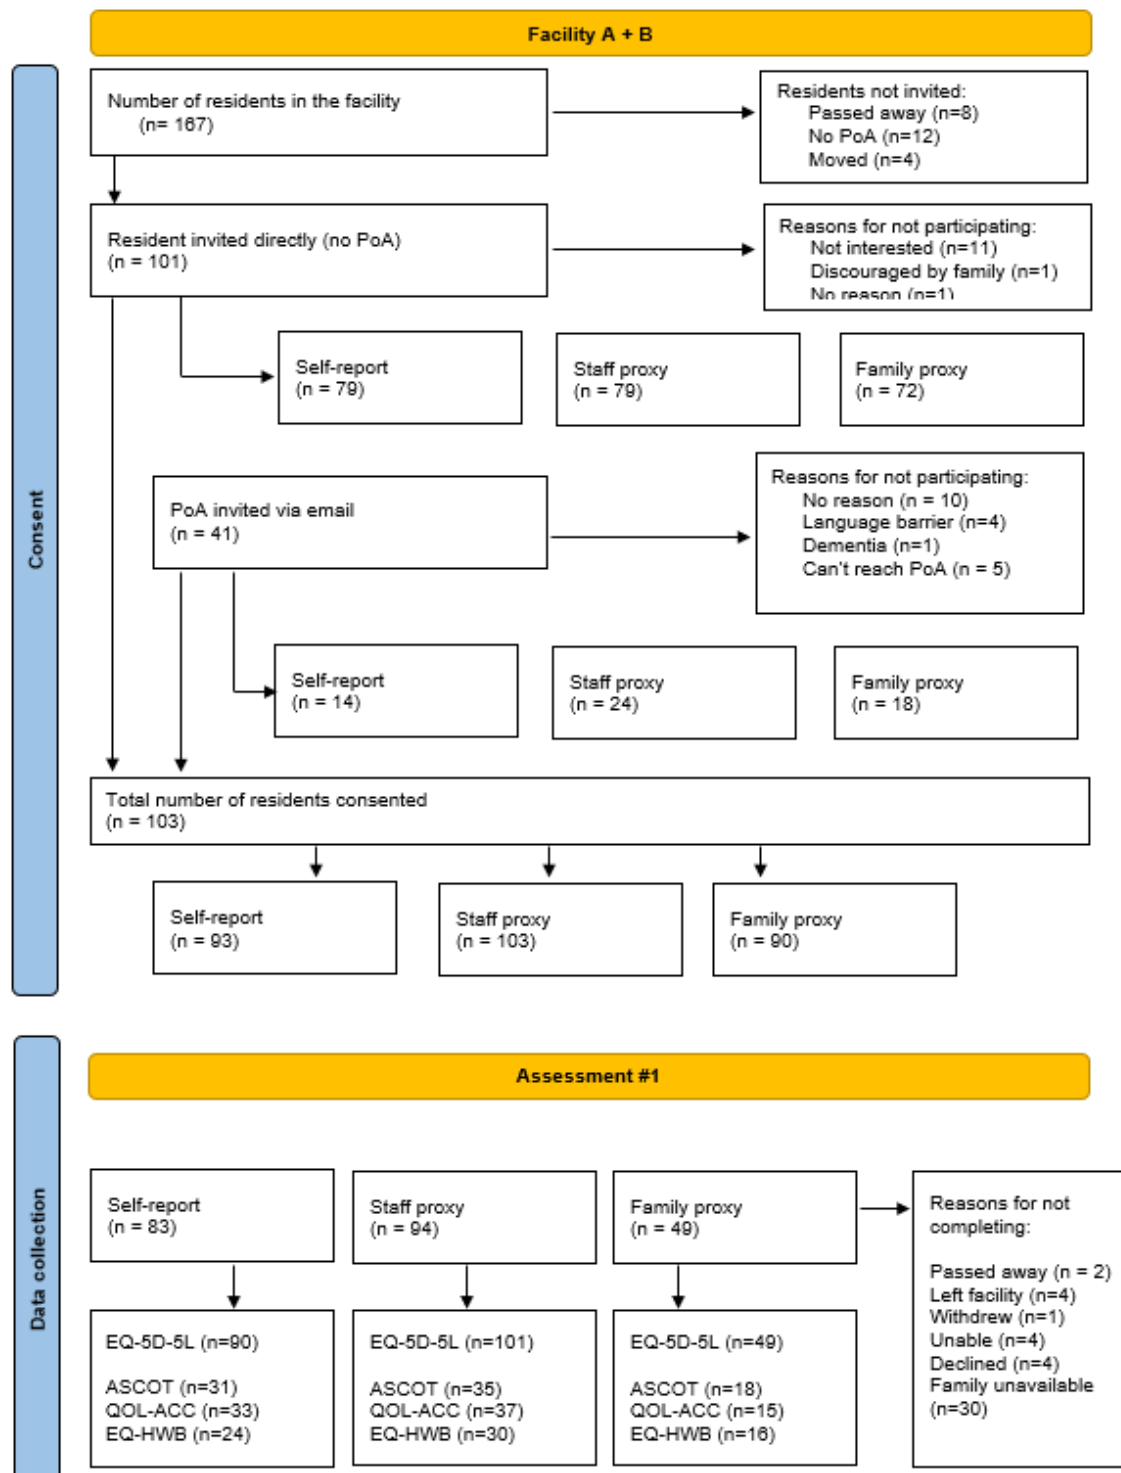 Facility A + B
Consent
Number of residents in the facility
(n= 167)
Residents not invited:
Passed away (n=8)
No PoA (n=12)
Moved (n=4)
Resident invited directly (no PoA)
(n = 101)
Reasons for not participating:
Not interested (n=11)
Discouraged by family (n=1)
No reason (n=1)
Self-report
(n = 79)
Staff proxy
(n = 79)
Family proxy
(n = 72)
PoA invited via email
(n = 41)
Reasons for not participating:
No reason (n = 10)
Language barrier (n=4)
Dementia (n=1)
Can't reach PoA (n = 5)
Self-report
(n = 14)
Staff proxy
(n = 24)
Family proxy
(n = 18)
Total number of residents consented
(n = 103)
Self-report
(n = 93)
Staff proxy
(n = 103)
Family proxy
(n = 90)
Data collection
Assessment #1
Self-report
(n = 83)
Staff proxy
(n = 94)
Family proxy
(n = 49)
Reasons for not
completing:
Passed away (n = 2)
Left facility (n=4)
Withdrew (n=1)
Unable (n=4)
Declined (n=4)
Family unavailable
(n=30)
EQ-5D-5L (n=90)
ASCOT (n=31)
QOL-ACC (n=33)
EQ-HWB (n=24)
EQ-5D-5L (n=101)
ASCOT (n=35)
QOL-ACC (n=37)
EQ-HWB (n=30)
EQ-5D-5L (n=49)
ASCOT (n=18)
QOL-ACC (n=15)
EQ-HWB (n=16)